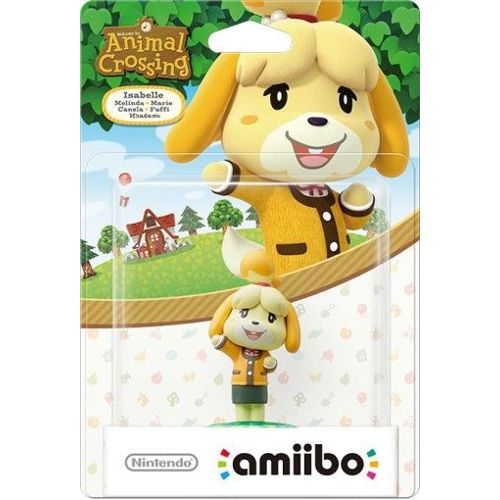 Welcome to
Animal
Crossing
Isabelle
Melinda - Marie
Canela - Fuffi
Изабель
Nintendo
amiibo